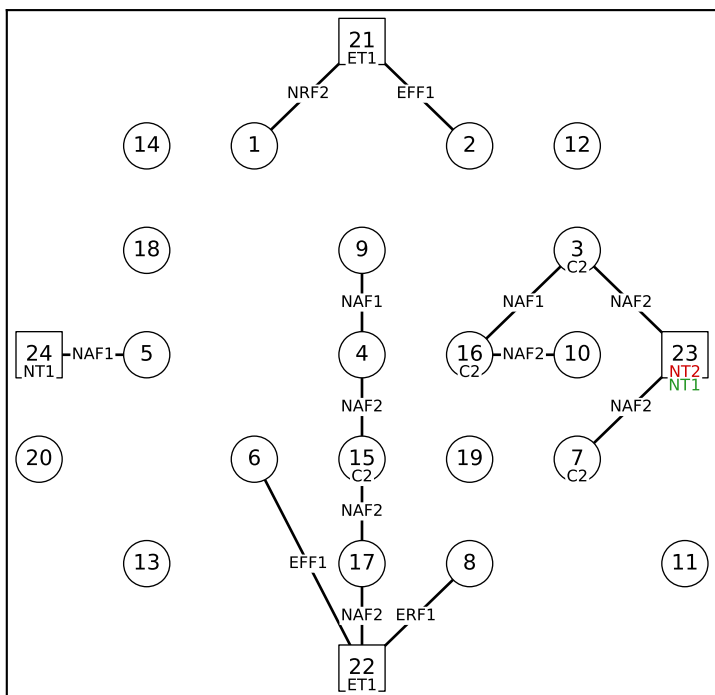 21
ET1
NRF2 EFF1
14 1 2 12
18 9 3
C2
NAF1 NAF1 NAF2
24 NAF1 5 4 16 NAF2 10 23
NT1 C2 NT2
NT1
NAF2 NAF2
20 6 15 19 7
C2 C2
NAF2
13 EFF1 17 8 11
NAF2 ERF1
22
ET1